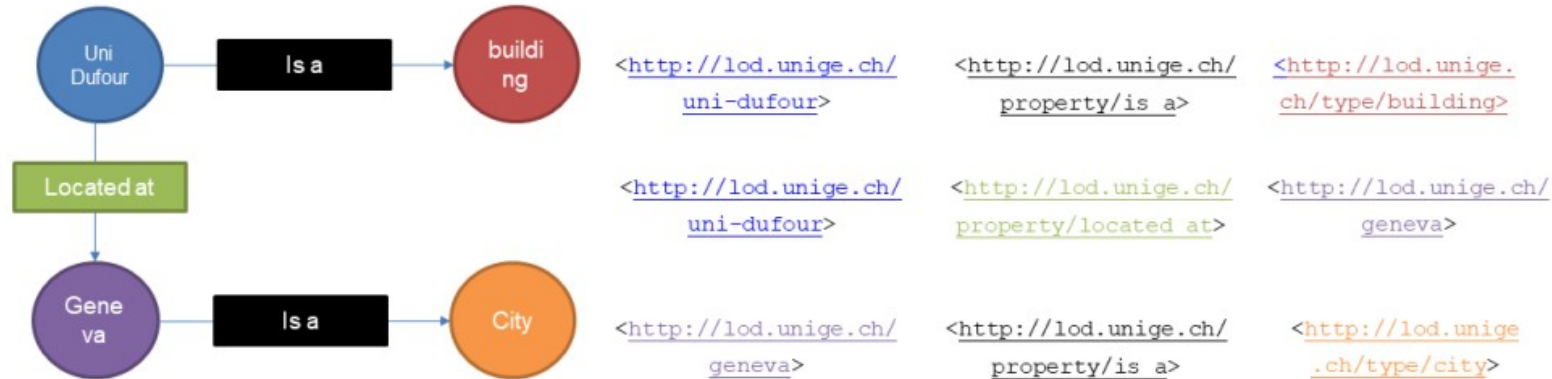 Uni
Dufour
Is a
buildi
ng
Located at
Gene
va
Is a
City
<http://lod.unige.ch/
uni-dufour>
<http://lod.unige.ch/
property/is a>
<http://lod.unige.
ch/type/building>
<http://lod.unige.ch/
uni-dufour>
<http://lod.unige.ch/
property/located at>
<http://lod.unige.ch/
geneva>
<http://lod.unige.ch/
geneva>
<http://lod.unige.ch/
property/is a>
<http://lod.unige
.ch/type/city>